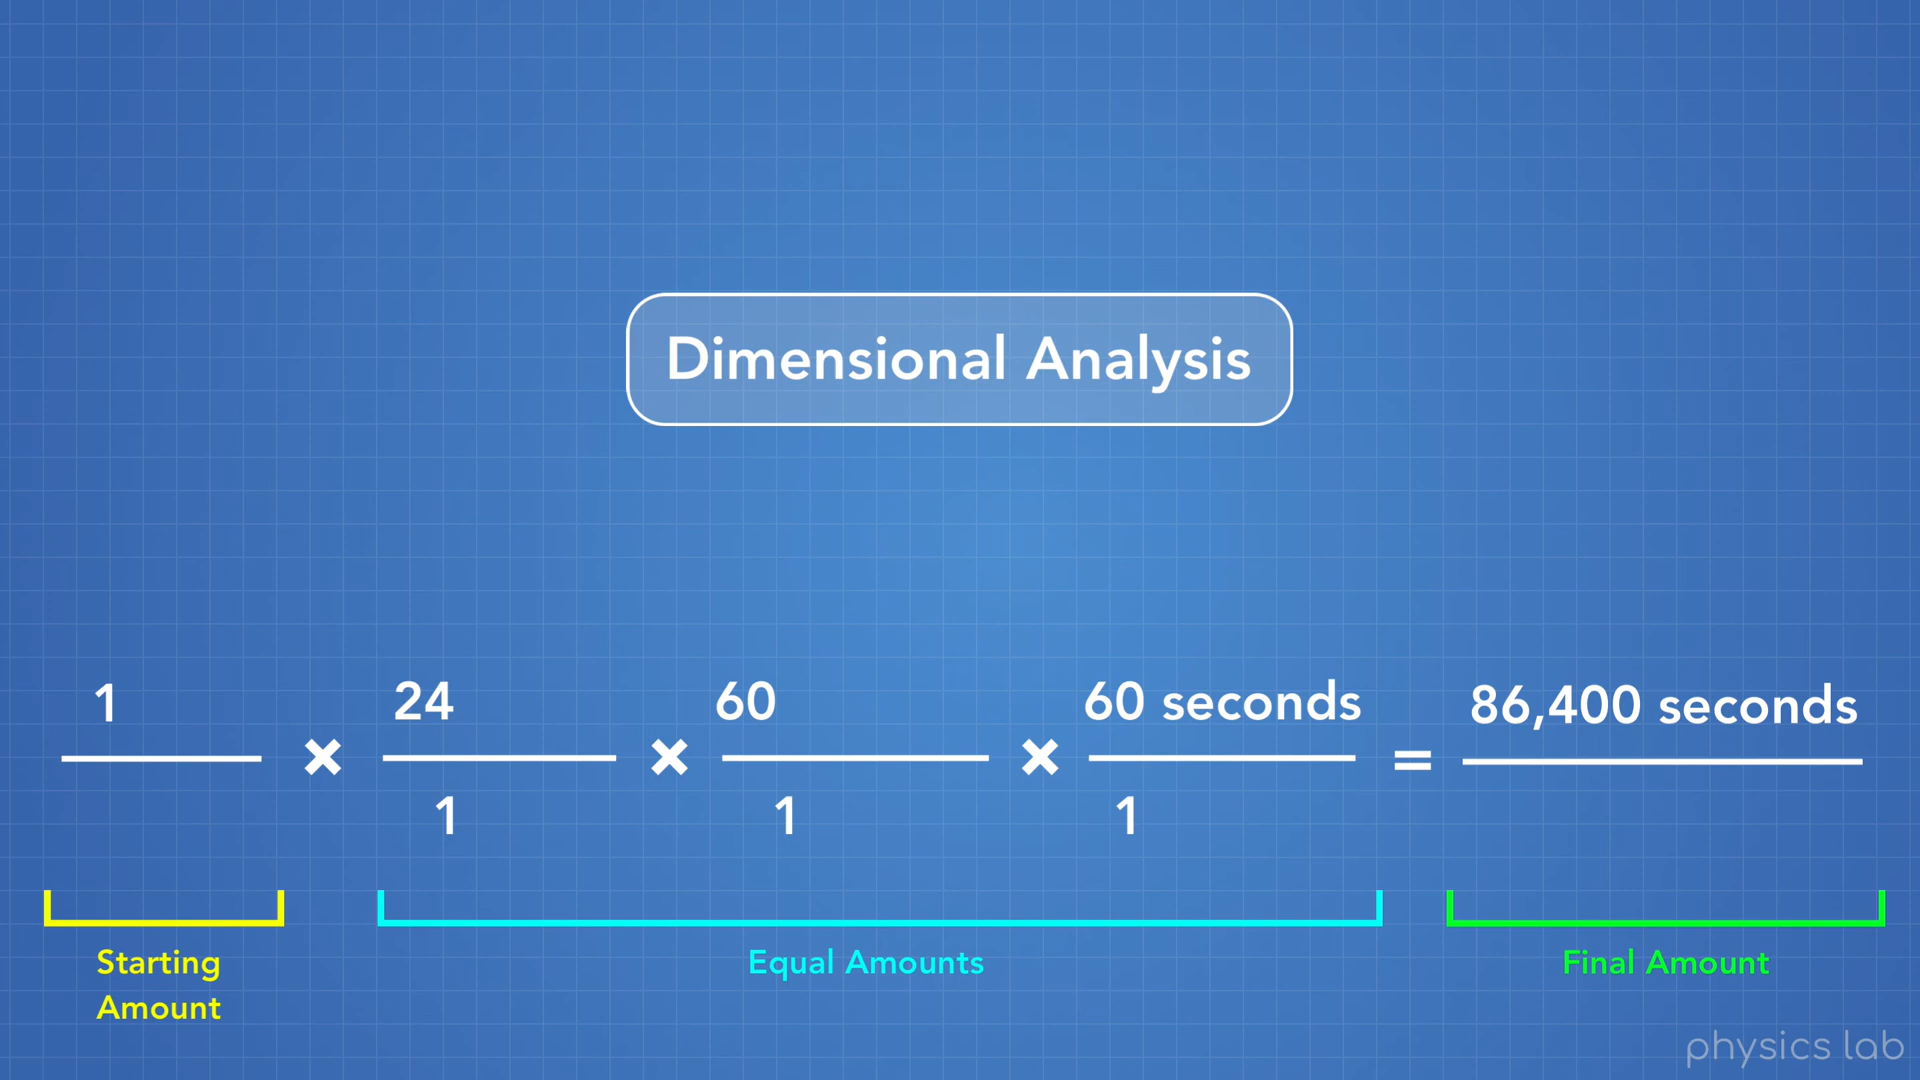 Dimensional Analysis
1 × 24 × 60 × 60 seconds = 86,400 seconds
1 1 1
Starting
Amount
Equal Amounts
Final Amount
physics lab